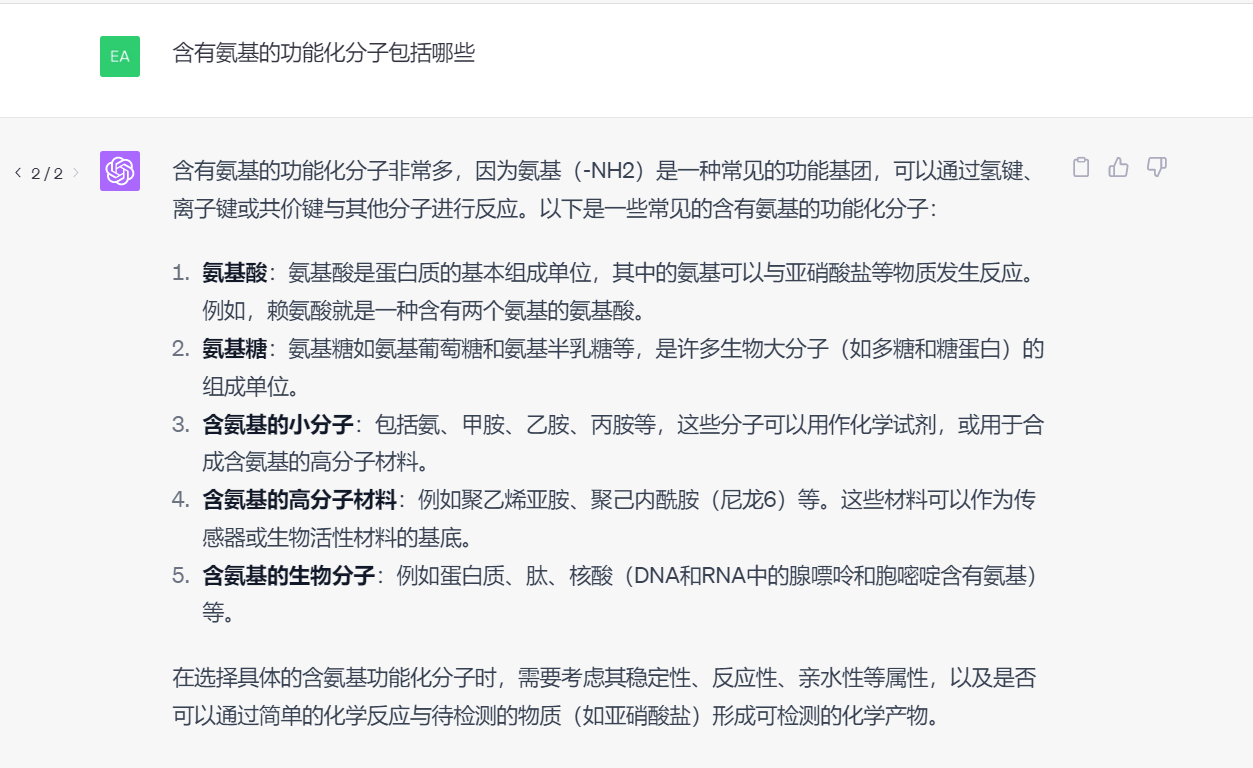 EA
含有氨基的功能化分子包括哪些
2 / 2
含有氨基的功能化分子非常多，因为氨基（-NH2）是一种常见的功能基团，可以通过氢键、
离子键或共价键与其他分子进行反应。以下是一些常见的含有氨基的功能化分子：
1. 氨基酸：氨基酸是蛋白质的基本组成单位，其中的氨基可以与亚硝酸盐等物质发生反应。
例如，赖氨酸就是一种含有两个氨基的氨基酸。
2. 氨基糖：氨基糖如氨基葡萄糖和氨基半乳糖等，是许多生物大分子（如多糖和糖蛋白）的
组成单位。
3. 含氨基的小分子：包括氨、甲胺、乙胺、丙胺等，这些分子可以用作化学试剂，或用于合
成含氨基的高分子材料。
4. 含氨基的高分子材料：例如聚乙烯亚胺、聚己内酰胺（尼龙6）等。这些材料可以作为传
感器或生物活性材料的基底。
5. 含氨基的生物分子：例如蛋白质、肽、核酸（DNA和RNA中的腺嘌呤和胞嘧啶含有氨基）
等。
在选择具体的含氨基功能化分子时，需要考虑其稳定性、反应性、亲水性等属性，以及是否
可以通过简单的化学反应与待检测的物质（如亚硝酸盐）形成可检测的化学产物。